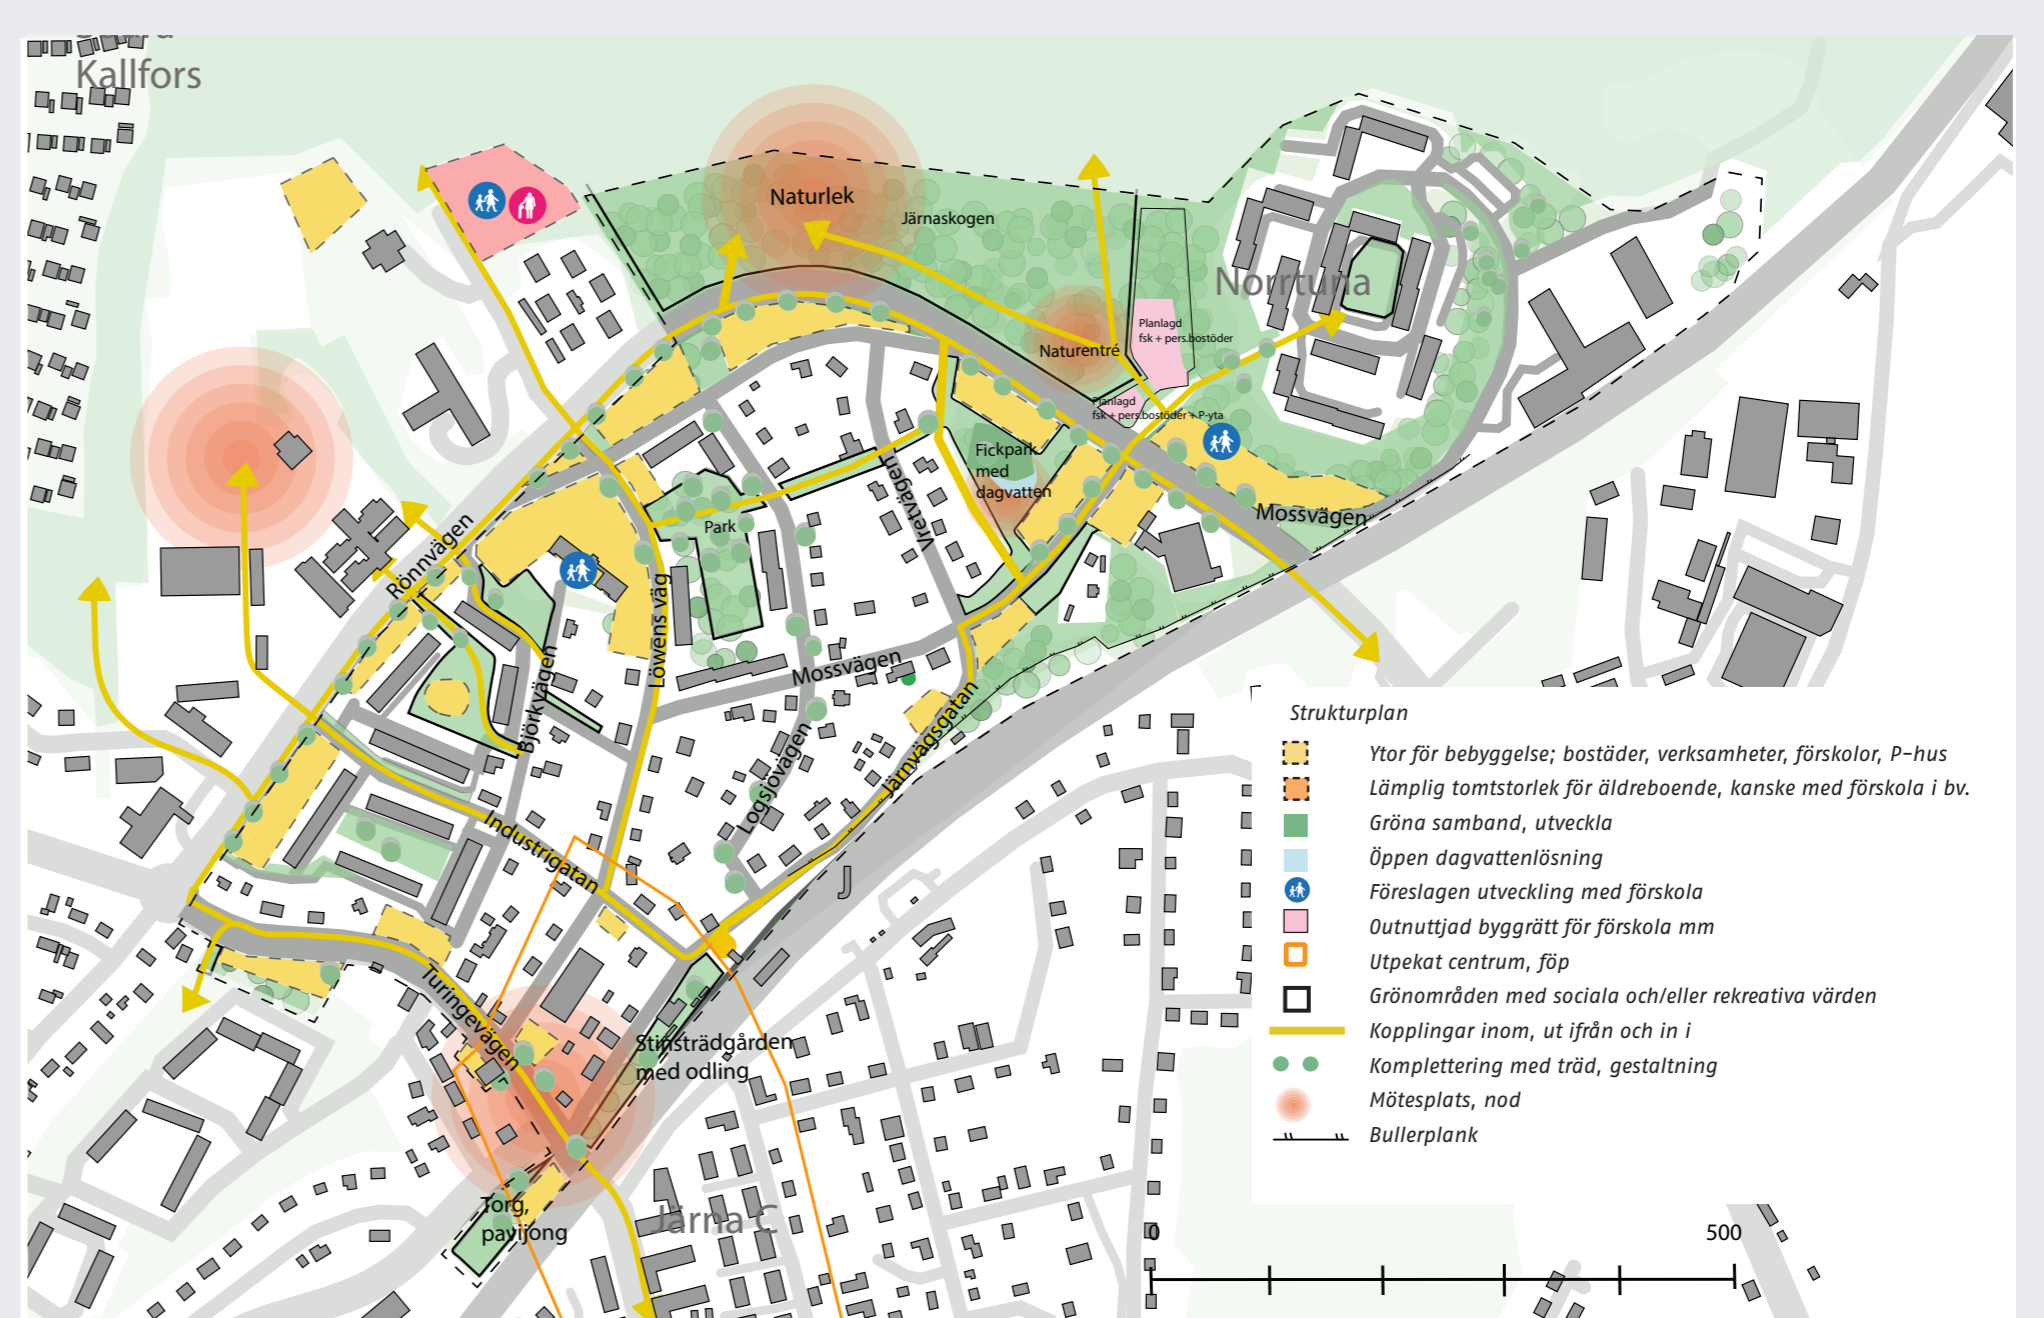 Kallfors
Naturlek
Järnaskogen
Norrtuna
Planlagd
fsk + pers.bostöder
Naturentré
Planlagd
fsk + pers.bostöder + P-yta
Fickpark
med
dagvatten
Vretvägen
Park
Mossvägen
Rönnvägen
Löwens väg
Björkvägen
Mossvägen
Logsjövägen
Järnvägsgatan
Industrigatan
J
Turingevägen
Stinsträdgården
med odling
Torg,
paviljong
Järna C
Strukturplan
Ytor för bebyggelse; bostäder, verksamheter, förskolor, P-hus
Lämplig tomtstorlek för äldreboende, kanske med förskola i bv.
Gröna samband, utveckla
Öppen dagvattenlösning
Föreslagen utveckling med förskola
Outnuttjad byggrätt för förskola mm
Utpekat centrum, föp
Grönområden med sociala och/eller rekreativa värden
Kopplingar inom, ut ifrån och in i
Komplettering med träd, gestaltning
Mötesplats, nod
Bullerplank
0 500